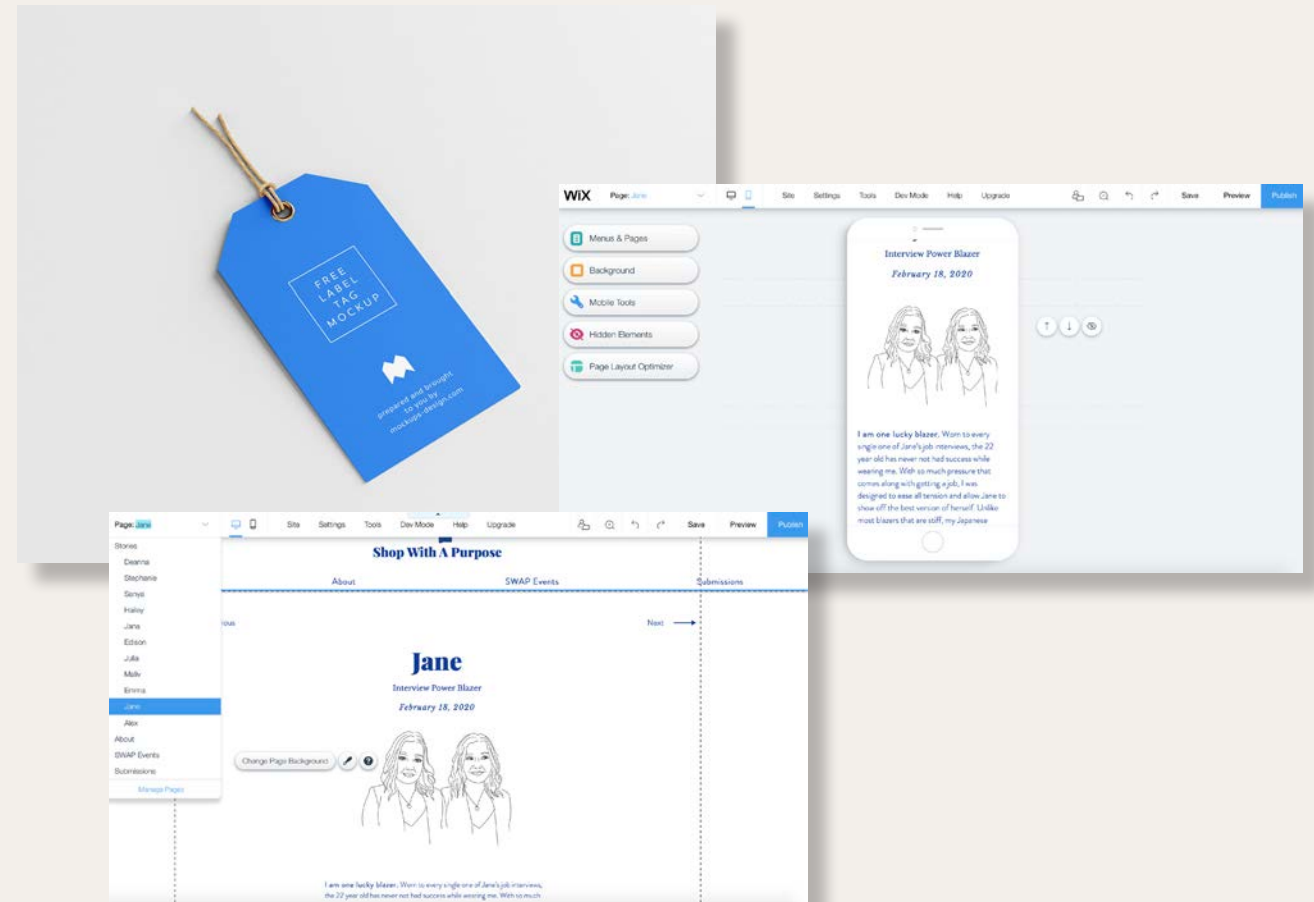 FREE
LABEL
TAG
MOCKUP
prepared and brought
to you by
mockups-design.com
WiX Page: Jane Site Settings Tools Dev Mode Help Upgrade Save Preview Publish
Menus & Pages
Background
Mobile Tools
Hidden Elements
Page Layout Optimizer
Interview Power Blazer
February 18, 2020
I am one lucky blazer. Worn to every
single one of Jane's job interviews, the 22
year old has never not had success while
wearing me. With so much pressure that
comes along with getting a job, I was
designed to ease all tension and allow Jane to
show off the best version of herself. Unlike
most blazers that are stiff, my Japanese
Page: Jane Site Settings Tools Dev Mode Help Upgrade Save Preview Publish
Stories
Deanna
Stephanie
Sanya
Hailey
Jana
Edison
Julia
Emma
Jane
Alex
About
SWAP Events
Submissions
Manage Pages
Shop With A Purpose
About SWAP Events Submissions
ious Next
Jane
Interview Power Blazer
February 18, 2020
Change Page Background
I am one lucky blazer. Worn to every single one of Jane's job interviews,
the 22 year old has never not had success while wearing me. With so much